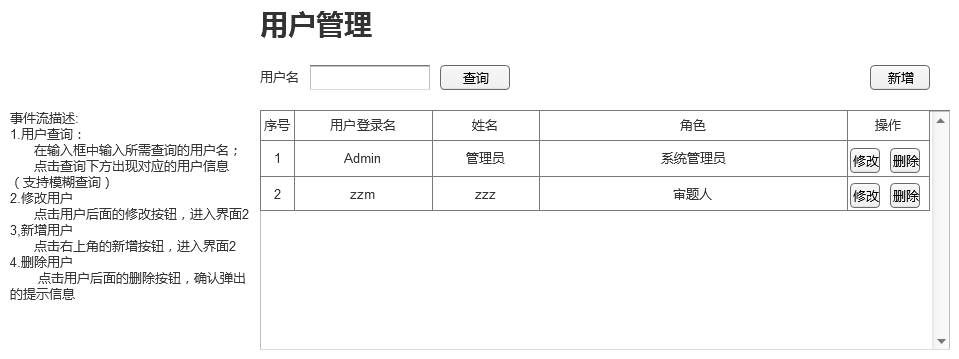 用户管理
用户名 查询 新增
事件流描述:
1.用户查询：
在输入框中输入所需查询的用户名；
点击查询下方出现对应的用户信息
（支持模糊查询）
2.修改用户
点击用户后面的修改按钮，进入界面2
3,新增用户
点击右上角的新增按钮，进入界面2
4.删除用户
点击用户后面的删除按钮，确认弹出
的提示信息
序号 用户登录名 姓名 角色 操作
1 Admin 管理员 系统管理员 修改 删除
2 zzm zzz 审题人 修改 删除